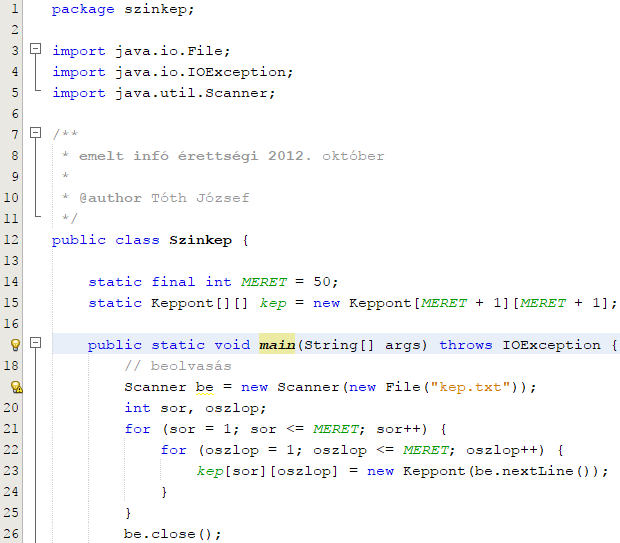 1 package szinkep;
2
3 import java.io.File;
4 import java.io.IOException;
5 import java.util.Scanner;
6
7 /**
8 * emelt infó érettségi 2012. október
9 *
10 * @author Tóth József
11 */
12 public class Szinkep {
13
14 static final int MERET = 50;
15 static Keppont[][] kep = new Keppont[MERET + 1][MERET + 1];
16
public static void main(String[] args) throws IOException {
18 // beolvasás
Scanner be = new Scanner(new File("kep.txt"));
20 int sor, oszlop;
21 for (sor = 1; sor <= MERET; sor++) {
22 for (oszlop = 1; oszlop <= MERET; oszlop++) {
23 kep[sor][oszlop] = new Keppont(be.nextLine());
24 }
25 }
26 be.close();